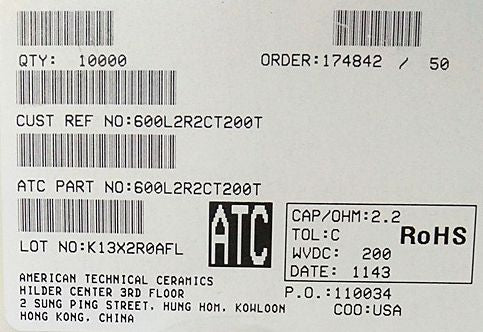 QTY: 10000
ORDER:174842 / 50
CUST REF NO:600L2R2CT200T
ATC PART NO:600L2R2CT200T
LOT NO:K13X2R0AFL
ATC
CAP/OHM:2.2
TOL:C
RoHS
WVDC: 200
DATE: 1143
AMERICAN TECHNICAL CERAMICS
HILDER CENTER 3RD FLOOR
2 SUNG PING STREET, HUNG HOM, KOWLOON
HONG KONG, CHINA
P.O.:110034
COO:USA